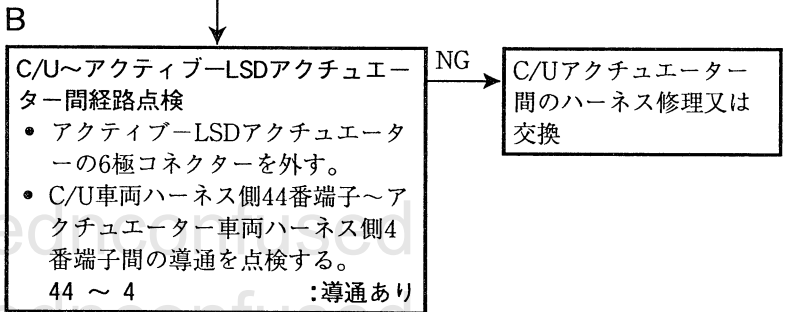 B
C/U～アクティブーLSDアクチュエー
ター間経路点検
• アクティブーLSDアクチュエータ
ーの6極コネクターを外す。
• C/U車両ハーネス側44番端子～ア
クチュエーター車両ハーネス側4
番端子間の導通を点検する。
44 ～ 4 :導通あり
NG
C/Uアクチュエーター
間のハーネス修理又は
交換